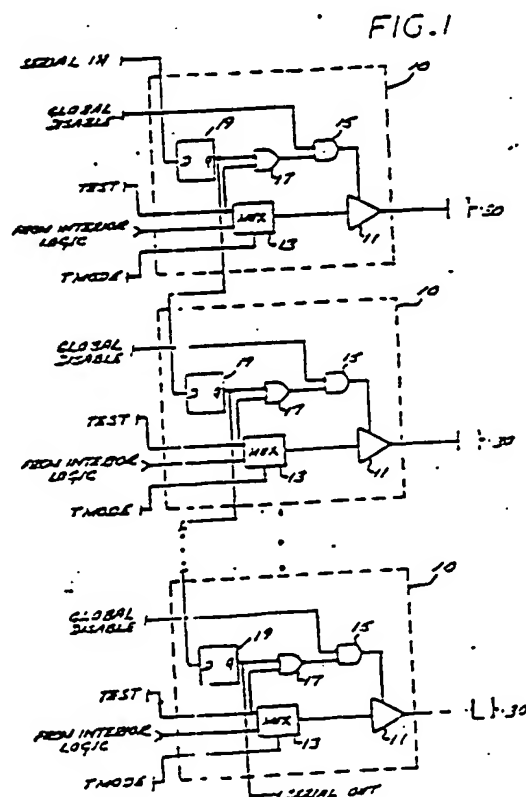 FIG. 1
SERIAL IN
10
GLOBAL
DISABLE
19
15
D Q
17
TEST
MUX
FROM INTERIOR
LOGIC
13
11
30
TMODE
10
GLOBAL
DISABLE
19
15
D Q
17
TEST
MUX
FROM INTERIOR
LOGIC
13
11
30
TMODE
10
GLOBAL
DISABLE
19
15
D Q
17
TEST
MUX
FROM INTERIOR
LOGIC
13
11
30
TMODE
SERIAL OUT